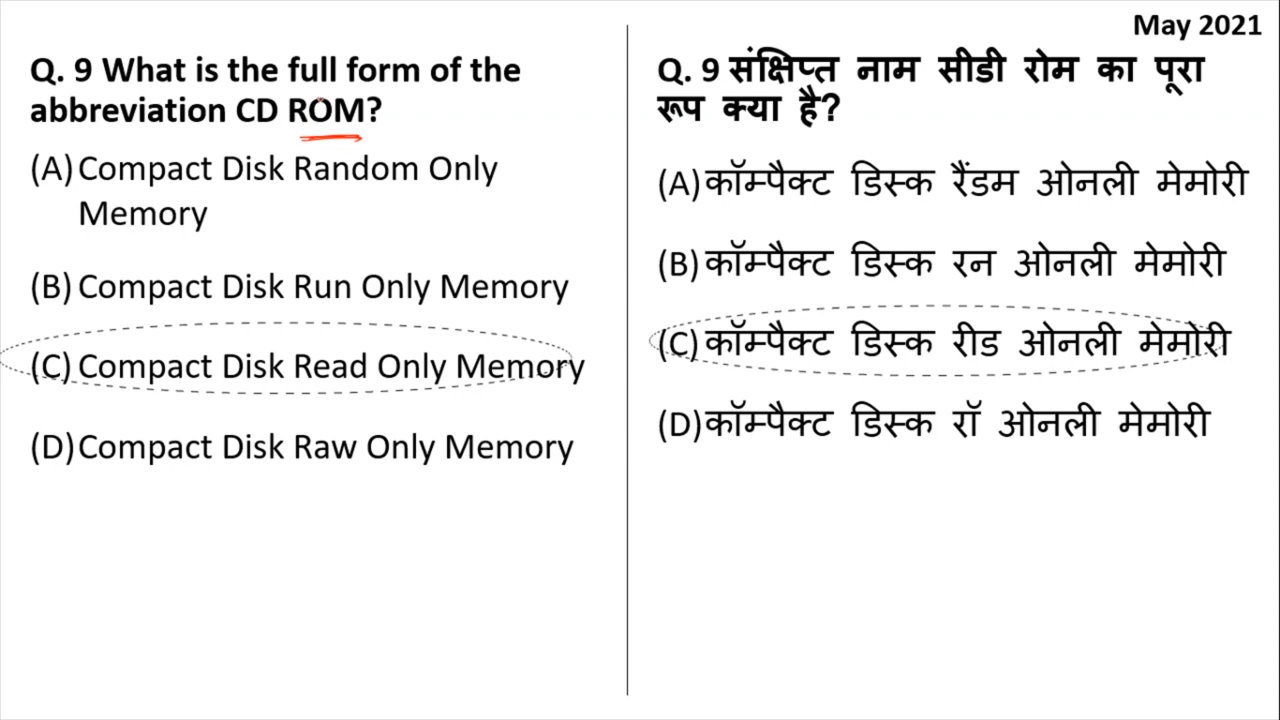 May 2021
Q. 9 What is the full form of the
abbreviation CD ROM?
(A) Compact Disk Random Only
Memory
(B) Compact Disk Run Only Memory
(C) Compact Disk Read Only Memory
(D) Compact Disk Raw Only Memory
Q. 9 संक्षिप्त नाम सीडी रोम का पूरा
रूप क्या है?
(A) कॉम्पैक्ट डिस्क रैंडम ओनली मेमोरी
(B) कॉम्पैक्ट डिस्क रन ओनली मेमोरी
(C) कॉम्पैक्ट डिस्क रीड ओनली मेमोरी
(D) कॉम्पैक्ट डिस्क रॉ ओनली मेमोरी